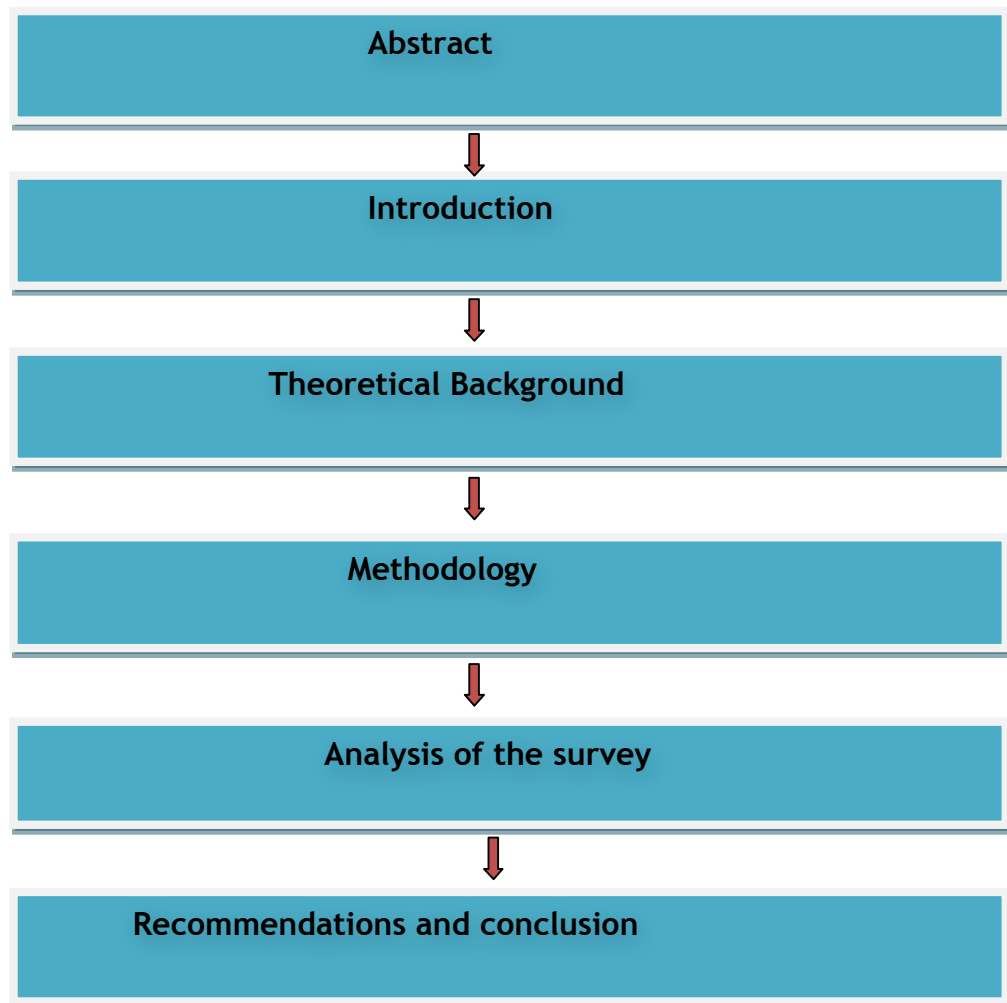 Abstract
Introduction
Theoretical Background
Methodology
Analysis of the survey
Recommendations and conclusion